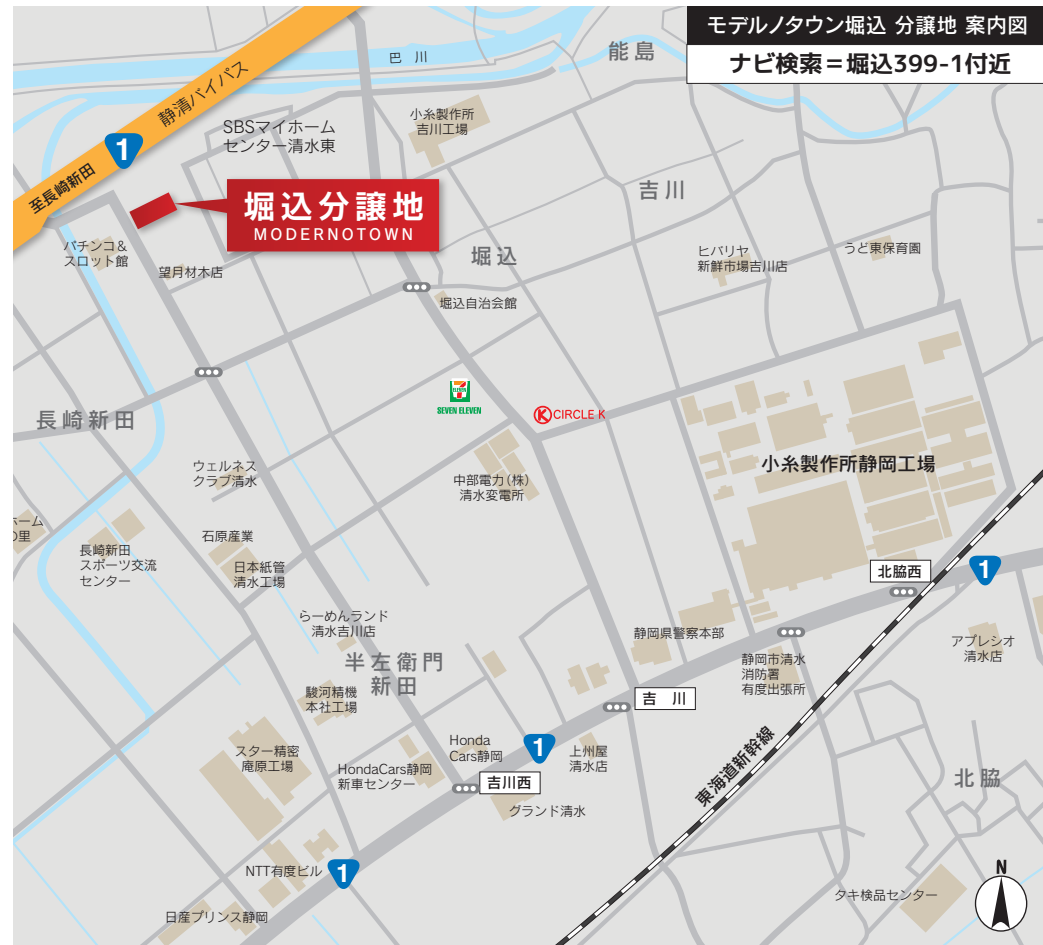 モデルノタウン堀込 分譲地 案内図
ナビ検索＝堀込399-1付近
能島
巴 川
静清バイパス
1
至長崎新田
SBSマイホーム
センター清水東
小糸製作所
吉川工場
堀込分譲地
MODERNOTOWN
吉川
堀込
パチンコ＆
スロット館
望月材木店
ヒバリヤ
新鮮市場吉川店
うど東保育園
堀込自治会館
7
ELEVEN
SEVEN ELEVEN
K CIRCLE K
長崎新田
ウェルネス
クラブ清水
中部電力(株)
清水変電所
小糸製作所静岡工場
ホーム
の里
長崎新田
スポーツ交流
センター
石原産業
日本紙管
清水工場
北脇西
1
らーめんランド
清水吉川店
静岡県警察本部
静岡市清水
消防署
有度出張所
アプレシオ
清水店
半左衛門
新田
駿河精機
本社工場
吉 川
スター精密
庵原工場
HondaCars静岡
新車センター
Honda
Cars静岡
1
上州屋
清水店
吉川西
グランド清水
東海道新幹線
北脇
NTT有度ビル
1
日産プリンス静岡
タキ検品センター
N